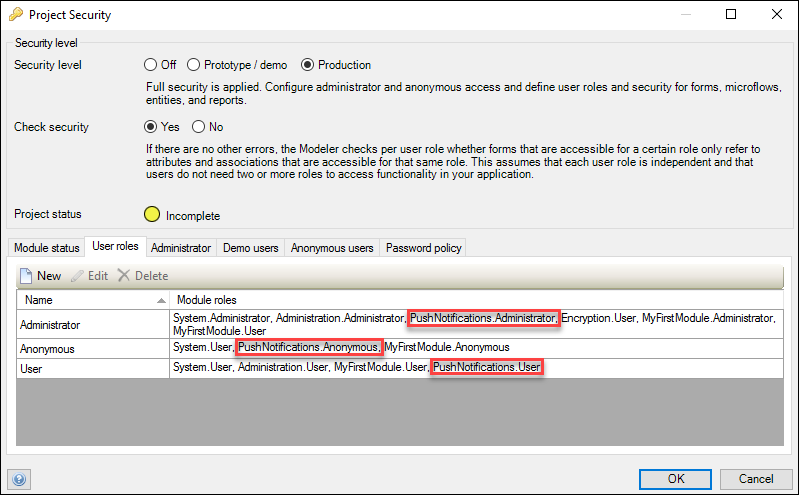 Project Security
Security level
Security level Off Prototype / demo Production
Full security is applied. Configure administrator and anonymous access and define user roles and security for forms, microflows,
entities, and reports.
Check security Yes No
If there are no other errors, the Modeler checks per user role whether forms that are accessible for a certain role only refer to
attributes and associations that are accessible for that same role. This assumes that each user role is independent and that
users do not need two or more roles to access functionality in your application.
Project status Incomplete
Module status User roles Administrator Demo users Anonymous users Password policy
New Edit Delete
Name Module roles
Administrator System.Administrator, Administration.Administrator, PushNotifications.Administrator, Encryption.User, MyFirstModule.Administrator,
MyFirstModule.User
Anonymous System.User, PushNotifications.Anonymous, MyFirstModule.Anonymous
User System.User, Administration.User, MyFirstModule.User, PushNotifications.User
? OK Cancel